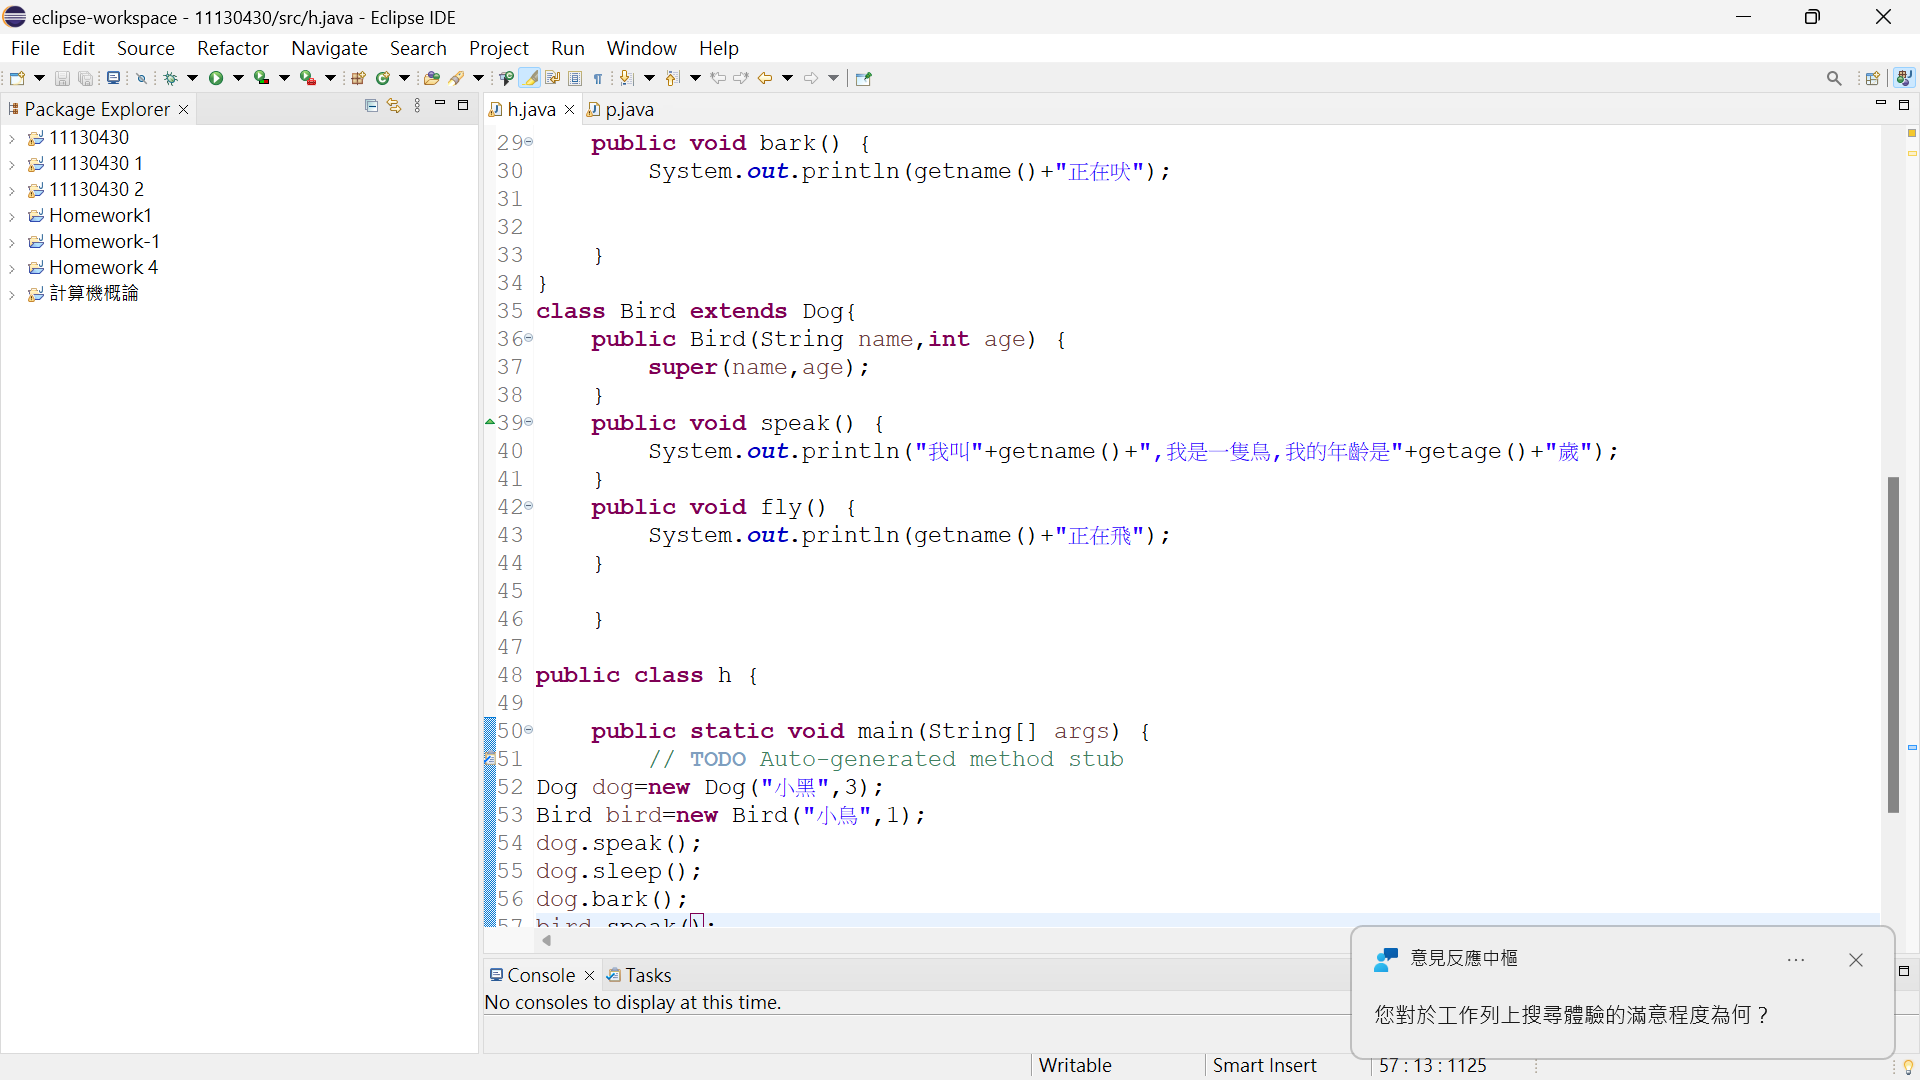 eclipse-workspace - 11130430/src/h.java - Eclipse IDE
File Edit Source Refactor Navigate Search Project Run Window Help
Package Explorer
11130430
11130430 1
11130430 2
Homework1
Homework-1
Homework 4
計算機概論
h.java p.java
29 public void bark() {
30 System.out.println(getname()+"正在吠");
31
32
33 }
34 }
35 class Bird extends Dog{
36 public Bird(String name,int age) {
37 super(name,age);
38 }
39 public void speak() {
40 System.out.println("我叫"+getname()+",我是一隻鳥,我的年齡是"+getage()+"歲");
41 }
42 public void fly() {
43 System.out.println(getname()+"正在飛");
44 }
45
46 }
47
48 public class h {
49
50 public static void main(String[] args) {
51 // TODO Auto-generated method stub
52 Dog dog=new Dog("小黑",3);
53 Bird bird=new Bird("小鳥",1);
54 dog.speak();
55 dog.sleep();
56 dog.bark();
57 bird.speak();
Console Tasks
No consoles to display at this time.
意見反應中樞
您對於工作列上搜尋體驗的滿意程度為何？
Writable Smart Insert 57 : 13 : 1125